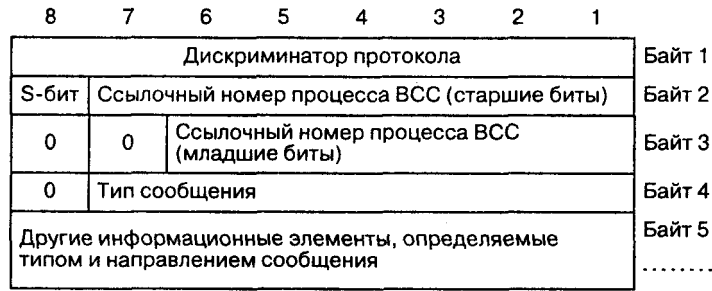 8 7 6 5 4 3 2 1
Дискриминатор протокола Байт 1
S-бит Ссылочный номер процесса ВСС (старшие биты) Байт 2
0 0 Ссылочный номер процесса ВСС
(младшие биты) Байт 3
0 Тип сообщения Байт 4
Другие информационные элементы, определяемые Байт 5
типом и направлением сообщения ........